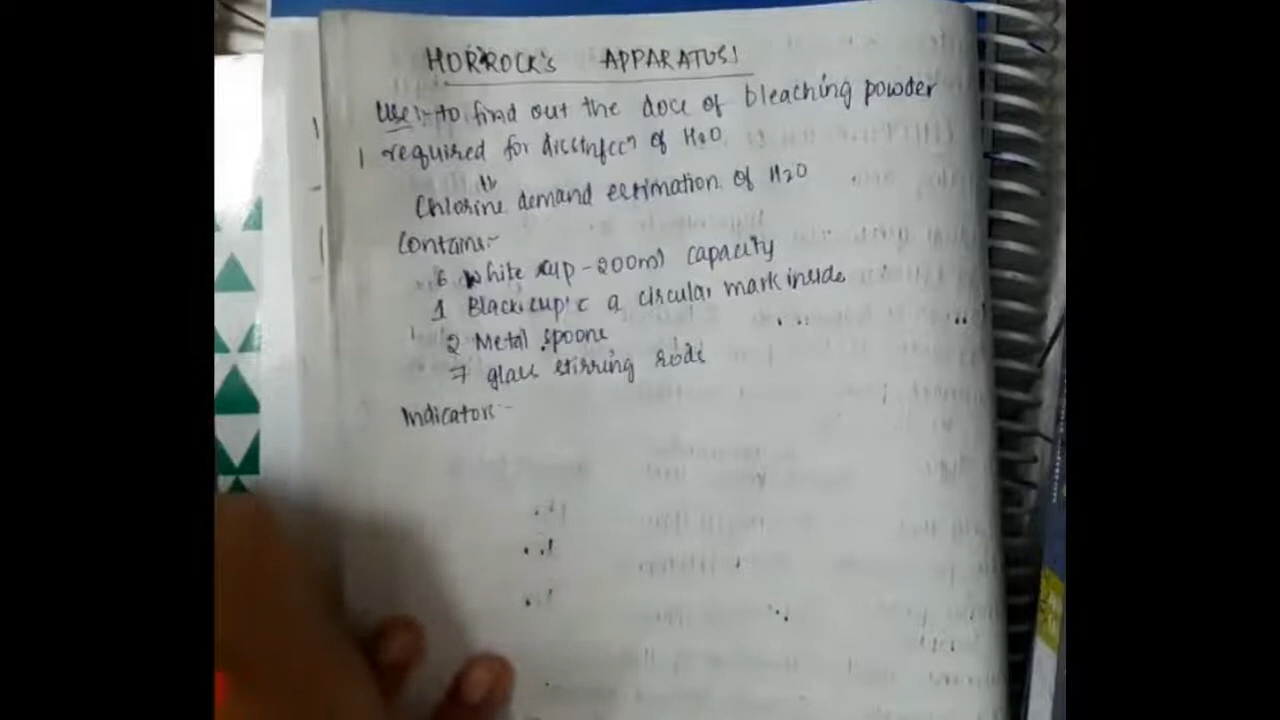 HORROCK's APPARATUS:
Use:- to find out the dose of bleaching powder
required for disstnfecn of H2O
Chlorine demand estimation of H2O
Contains:-
6 white cup - 200ml capacity
1 Black cup c a circular mark inside
2 Metal spoons
7 glass stirring rods
Indicators-